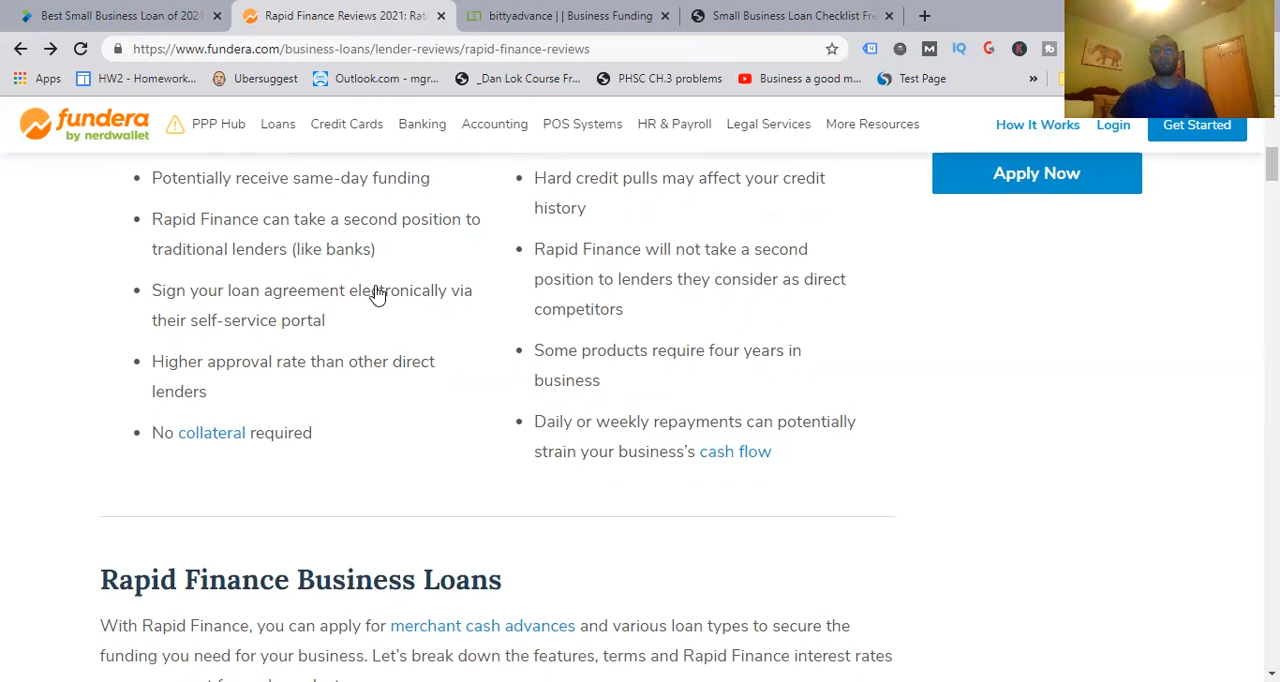 Best Small Business Loan of 2021
Rapid Finance Reviews 2021: Rati
bittyadvance || Business Funding
Small Business Loan Checklist Fre
https://www.fundera.com/business-loans/lender-reviews/rapid-finance-reviews
Apps
HW2 - Homework...
Ubersuggest
Outlook.com - mgr...
_Dan Lok Course Fr...
PHSC CH.3 problems
Business a good m...
Test Page
»
fundera
by nerdwallet
PPP Hub
Loans
Credit Cards
Banking
Accounting
POS Systems
HR & Payroll
Legal Services
More Resources
How It Works
Login
Get Started
• Potentially receive same-day funding
• Rapid Finance can take a second position to
traditional lenders (like banks)
• Sign your loan agreement electronically via
their self-service portal
• Higher approval rate than other direct
lenders
• No collateral required
• Hard credit pulls may affect your credit
history
• Rapid Finance will not take a second
position to lenders they consider as direct
competitors
• Some products require four years in
business
• Daily or weekly repayments can potentially
strain your business's cash flow
Apply Now
Rapid Finance Business Loans
With Rapid Finance, you can apply for merchant cash advances and various loan types to secure the
funding you need for your business. Let's break down the features, terms and Rapid Finance interest rates